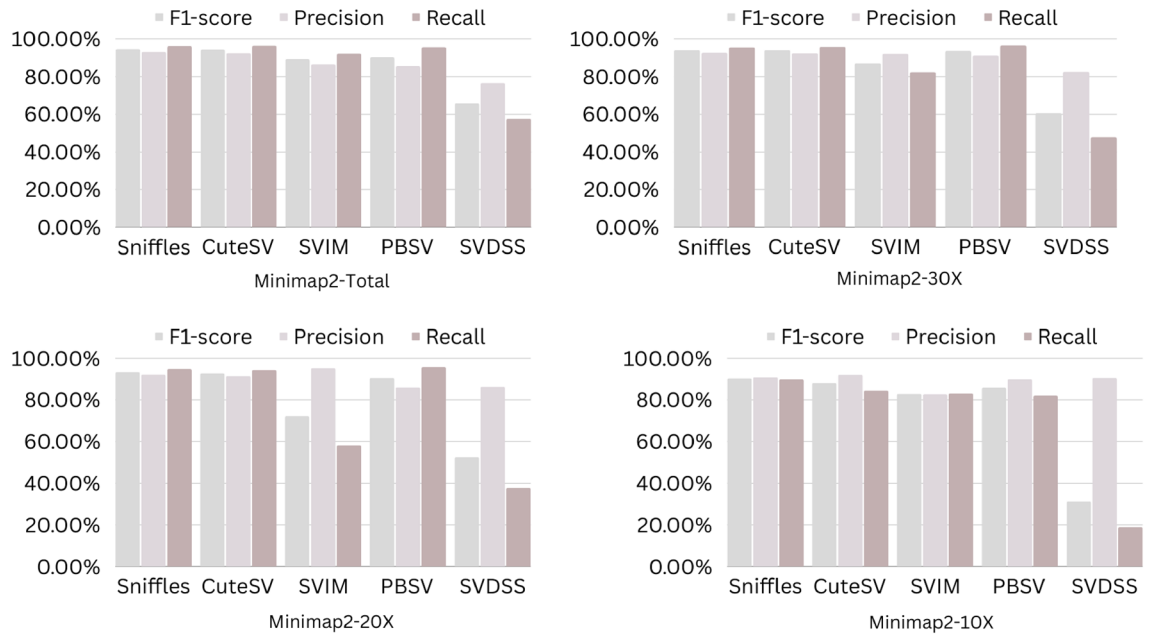 F1-score Precision Recall
100.00%
80.00%
60.00%
40.00%
20.00%
0.00%
Sniffles CuteSV SVIM PBSV SVDSS
Minimap2-Total
F1-score Precision Recall
100.00%
80.00%
60.00%
40.00%
20.00%
0.00%
Sniffles CuteSV SVIM PBSV SVDSS
Minimap2-30X
F1-score Precision Recall
100.00%
80.00%
60.00%
40.00%
20.00%
0.00%
Sniffles CuteSV SVIM PBSV SVDSS
Minimap2-20X
F1-score Precision Recall
100.00%
80.00%
60.00%
40.00%
20.00%
0.00%
Sniffles CuteSV SVIM PBSV SVDSS
Minimap2-10X